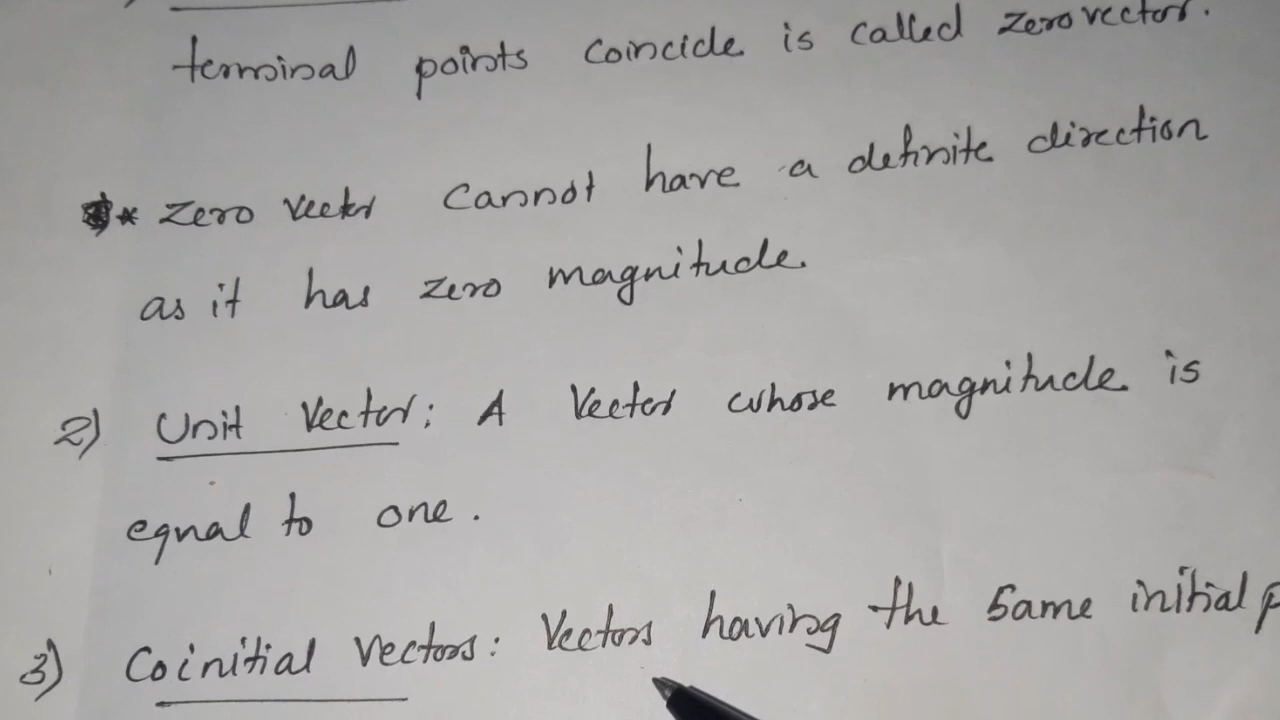 terminal points coincide is called zero vector.
* Zero vector cannot have a definite direction
as it has zero magnitude.
2) Unit Vector: A Vector whose magnitude is
equal to one.
3) Coinitial Vectors: Vectors having the same initial p